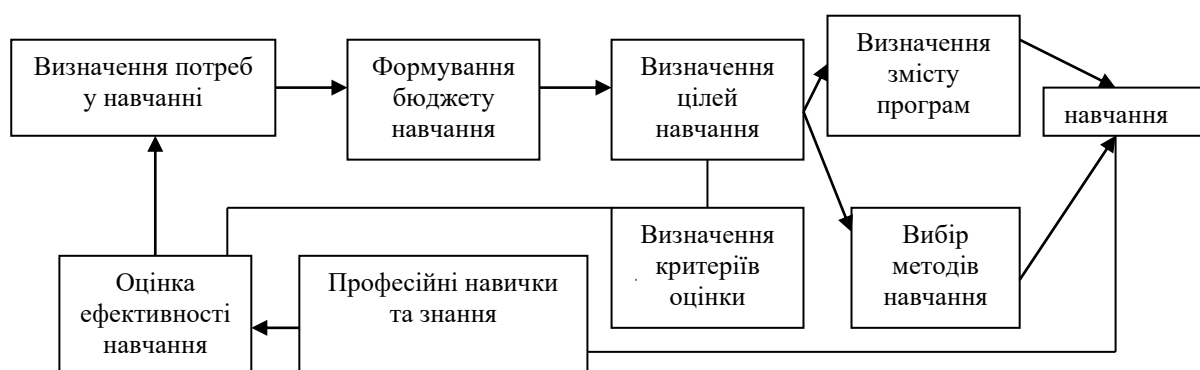 Визначення потреб
у навчанні
Формування
бюджету
навчання
Визначення
цілей
навчання
Визначення
змісту
програм
навчання
Визначення
критеріїв
оцінки
Вибір
методів
навчання
Оцінка
ефективності
навчання
Професійні навички
та знання